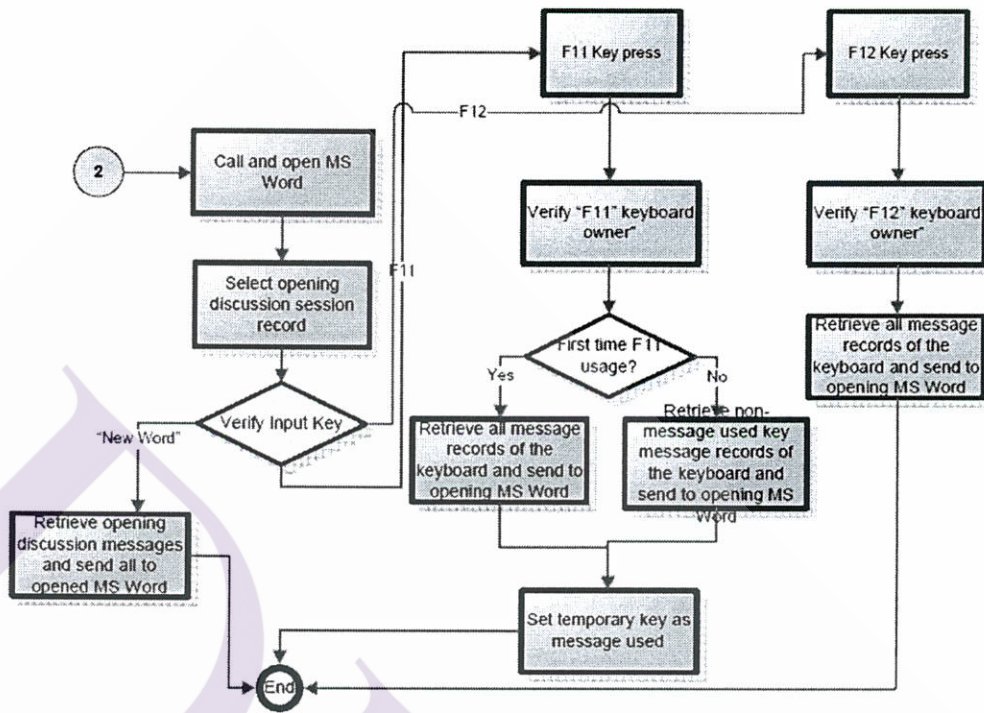 F11 Key press
F12 Key press
F12
2
Call and open MS
Word
Verify "F11" keyboard
owner"
Verify "F12" keyboard
owner"
F11
Select opening
discussion session
record
First time F11
usage?
Retrieve all message
records of the
keyboard and send to
opening MS Word
Yes
No
Verify Input Key
"New Word"
Retrieve all message
records of the
keyboard and send to
opening MS Word
Retrieve non-
message used key
message records of
the keyboard and
send to opening MS
Word
Retrieve opening
discussion messages
and send all to
opened MS Word
Set temporary key as
message used
End